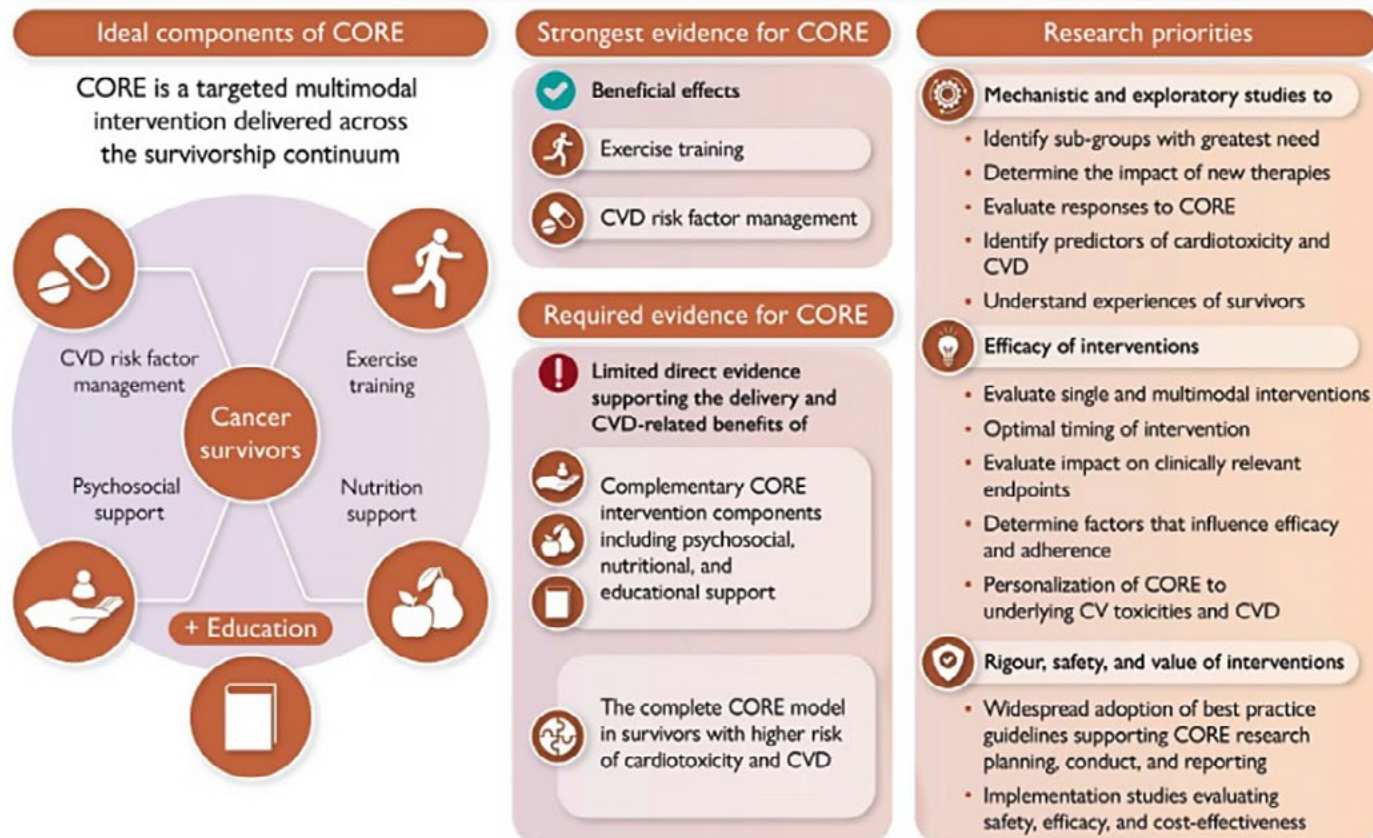 Ideal components of CORE
CORE is a targeted multimodal
intervention delivered across
the survivorship continuum
CVD risk factor
management
Exercise
training
Cancer
survivors
Psychosocial
support
Nutrition
support
+ Education
Strongest evidence for CORE
Beneficial effects
Exercise training
CVD risk factor management
Required evidence for CORE
Limited direct evidence
supporting the delivery and
CVD-related benefits of
Complementary CORE
intervention components
including psychosocial,
nutritional, and
educational support
The complete CORE model
in survivors with higher risk
of cardiotoxicity and CVD
Research priorities
Mechanistic and exploratory studies to
• Identify sub-groups with greatest need
• Determine the impact of new therapies
• Evaluate responses to CORE
• Identify predictors of cardiotoxicity and
CVD
• Understand experiences of survivors
Efficacy of interventions
• Evaluate single and multimodal interventions
• Optimal timing of intervention
• Evaluate impact on clinically relevant
endpoints
• Determine factors that influence efficacy
and adherence
• Personalization of CORE to
underlying CV toxicities and CVD
Rigour, safety, and value of interventions
• Widespread adoption of best practice
guidelines supporting CORE research
planning, conduct, and reporting
• Implementation studies evaluating
safety, efficacy, and cost-effectiveness